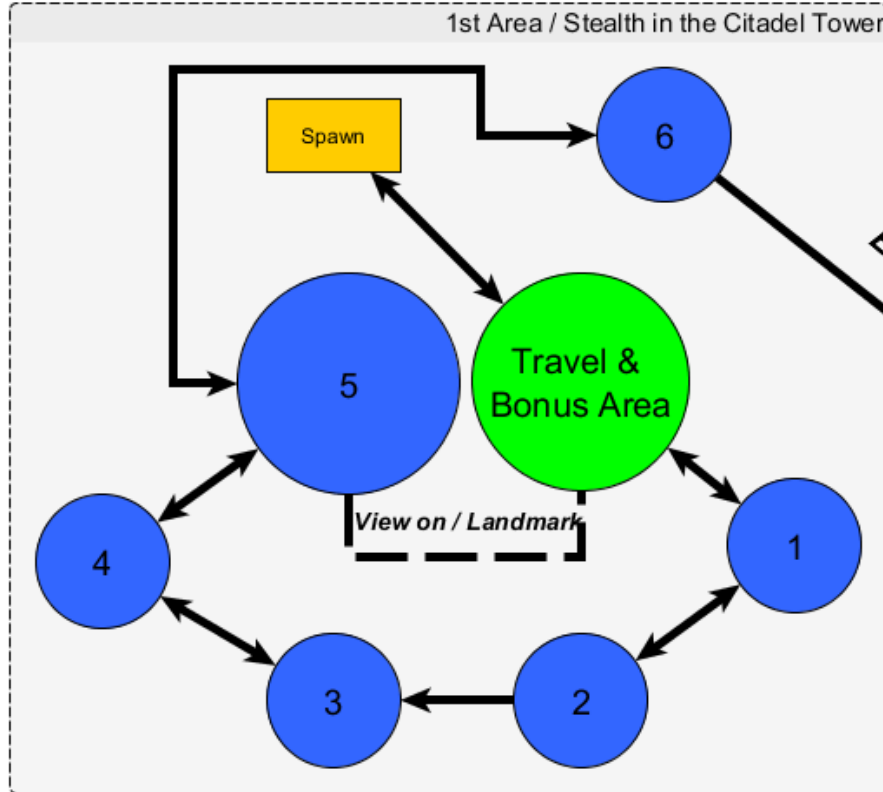 1st Area / Stealth in the Citadel Tower
6
Spawn
5
Travel &
Bonus Area
View on / Landmark
4
1
3
2